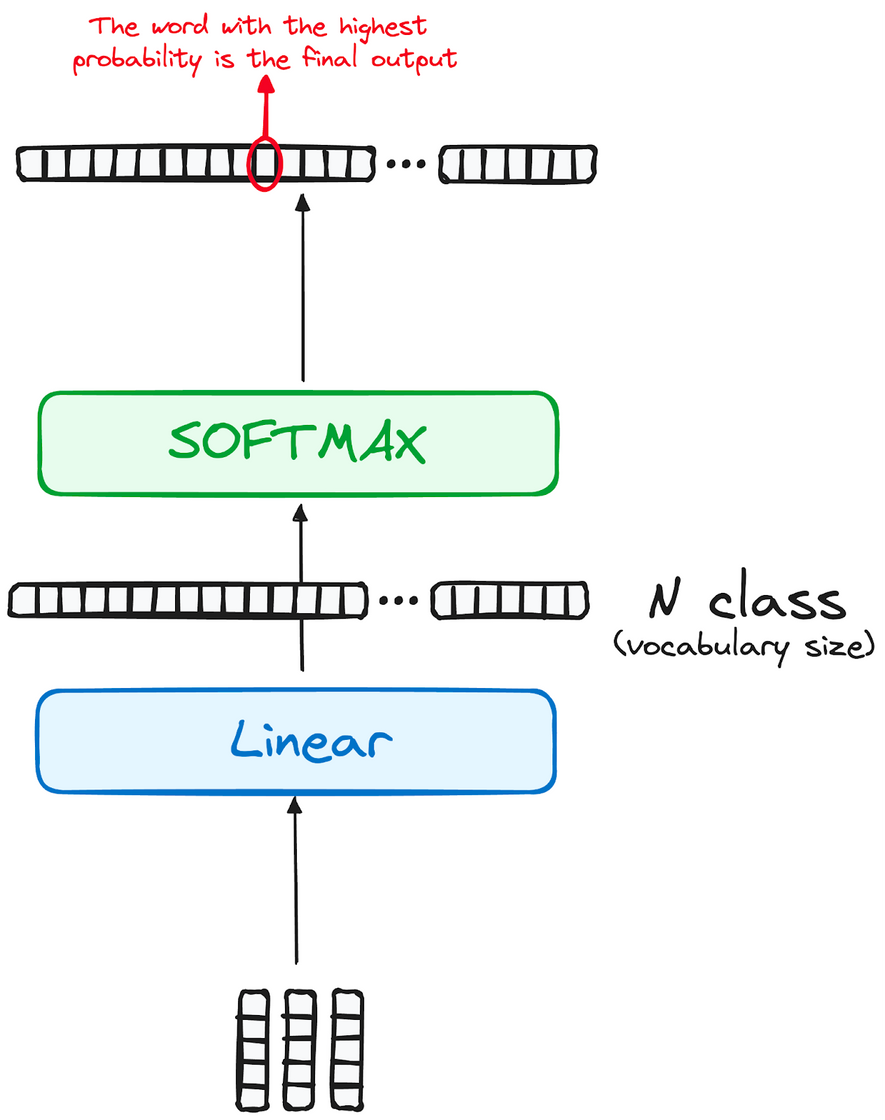 The word with the highest
probability is the final output
SOFTMAX
N class
(vocabulary size)
Linear